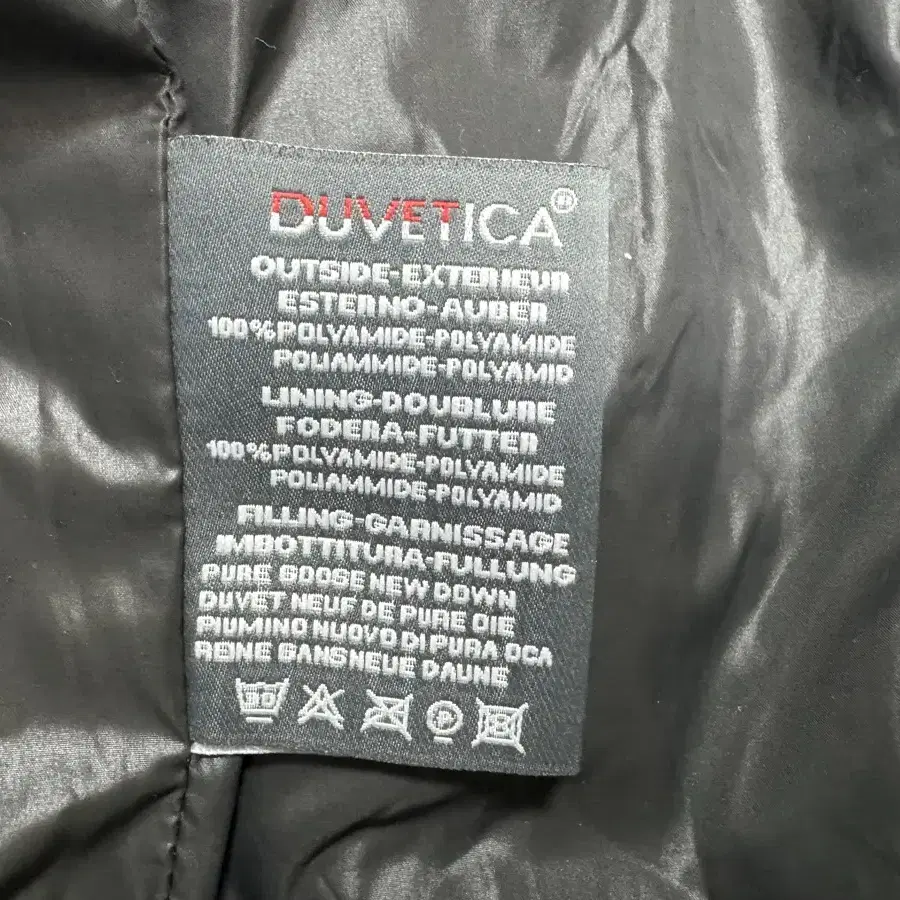 DUVETICA®
OUTSIDE-EXTERIEUR
ESTERNO-AUBER
100%POLYAMIDE-POLYAMIDE
POLIAMMIDE-POLYAMID
LINING-DOUBLURE
FODERA-FUTTER
100%POLYAMIDE-POLYAMIDE
POLIAMMIDE-POLYAMID
FILLING-GARNISSAGE
IMBOTTITURA-FULLUNG
PURE GOOSE NEW DOWN
DUVET NEUF DE PURE OIE
PIUMINO NUOVO DI PURA OCA
REINE GANSNEUE DAUNE
30 P